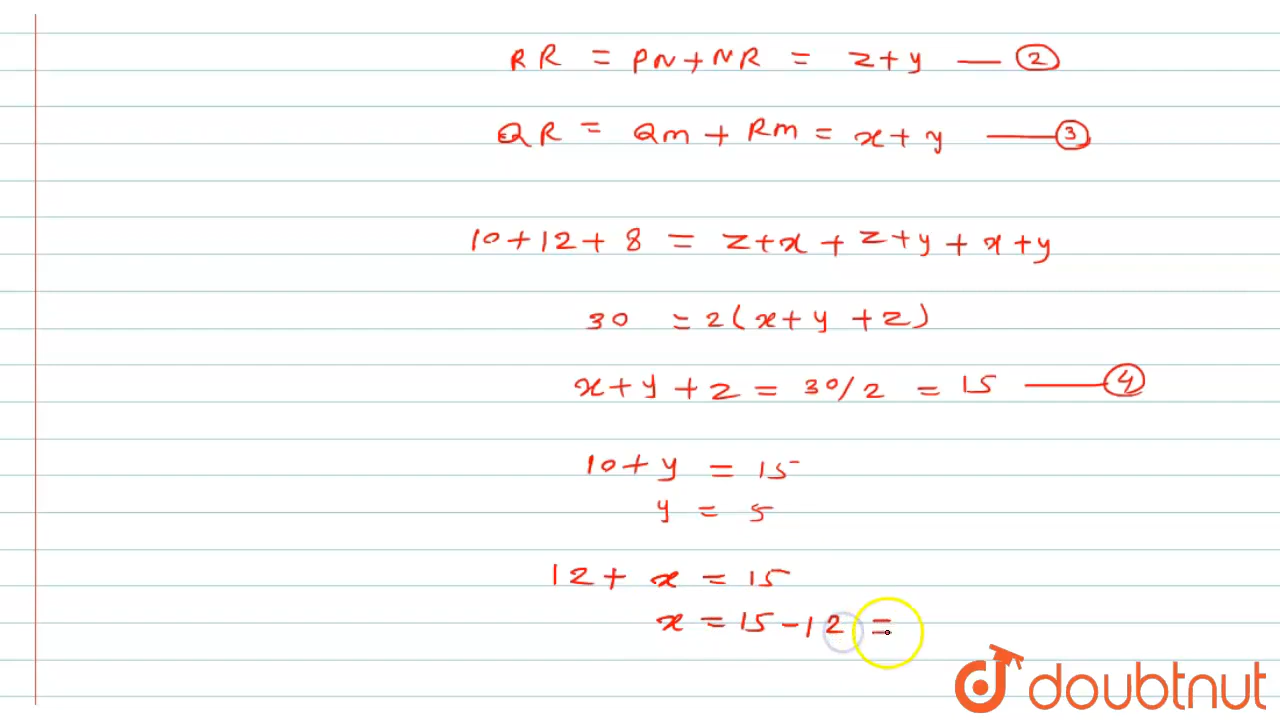 RR = PN+NR = z+y — ②
QR = Qm + Rm = x+y — ③
10+12+8 = z+x+z+y+x+y
30 = 2(x+y+z)
x+y+z = 30/2 = 15 — ④
10+y = 15
y = 5
12+ x = 15
x = 15-12 =
doubtnut